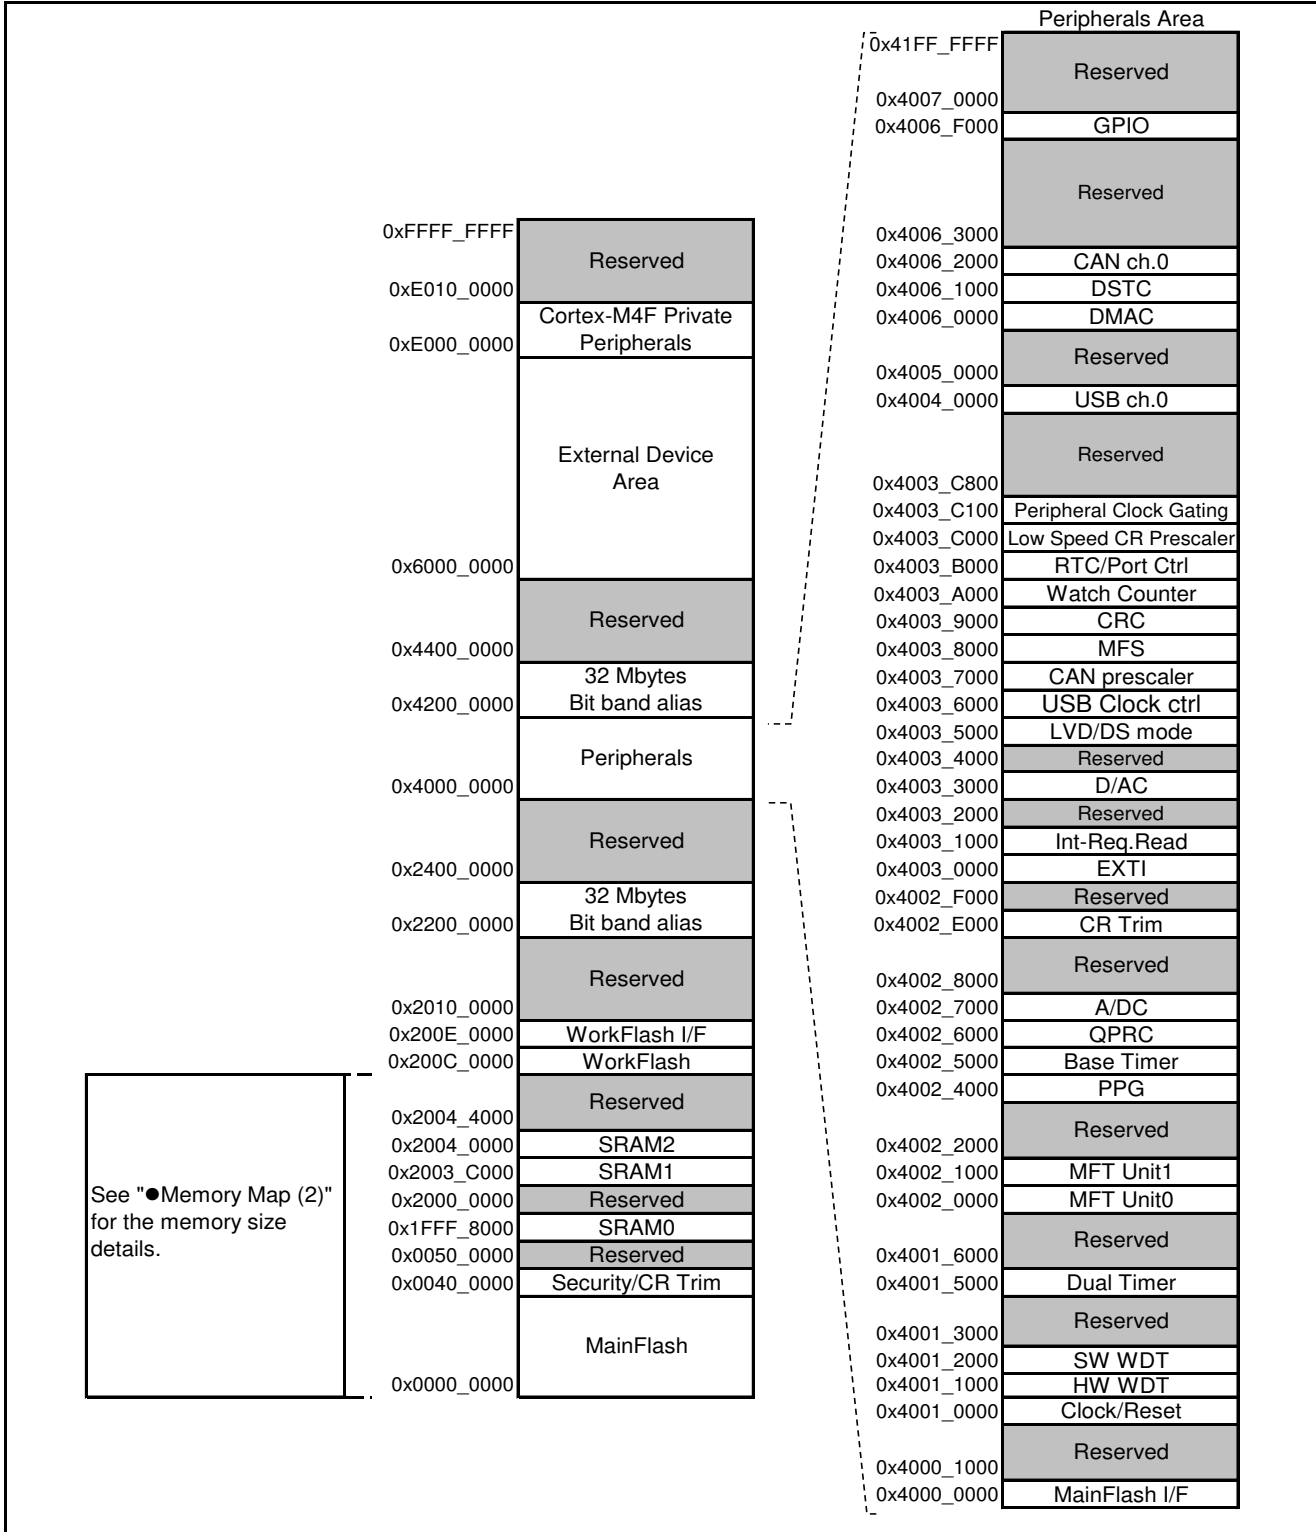 See "●Memory Map (2)"
for the memory size
details.
0xFFFF_FFFF
Reserved
0xE010_0000
Cortex-M4F Private
0xE000_0000 Peripherals
External Device
Area
0x6000_0000
Reserved
0x4400_0000
32 Mbytes
0x4200_0000 Bit band alias
Peripherals
0x4000_0000
Reserved
0x2400_0000
32 Mbytes
0x2200_0000 Bit band alias
Reserved
0x2010_0000
0x200E_0000 WorkFlash I/F
0x200C_0000 WorkFlash
Reserved
0x2004_4000
0x2004_0000 SRAM2
0x2003_C000 SRAM1
0x2000_0000 Reserved
0x1FFF_8000 SRAM0
0x0050_0000 Reserved
0x0040_0000 Security/CR Trim
MainFlash
0x0000_0000
Peripherals Area
0x41FF_FFFF
Reserved
0x4007_0000
0x4006_F000 GPIO
Reserved
0x4006_3000
0x4006_2000 CAN ch.0
0x4006_1000 DSTC
0x4006_0000 DMAC
Reserved
0x4005_0000
0x4004_0000 USB ch.0
Reserved
0x4003_C800
0x4003_C100 Peripheral Clock Gating
0x4003_C000 Low Speed CR Prescaler
0x4003_B000 RTC/Port Ctrl
0x4003_A000 Watch Counter
0x4003_9000 CRC
0x4003_8000 MFS
0x4003_7000 CAN prescaler
0x4003_6000 USB Clock ctrl
0x4003_5000 LVD/DS mode
0x4003_4000 Reserved
0x4003_3000 D/AC
0x4003_2000 Reserved
0x4003_1000 Int-Req.Read
0x4003_0000 EXTI
0x4002_F000 Reserved
0x4002_E000 CR Trim
Reserved
0x4002_8000
0x4002_7000 A/DC
0x4002_6000 QPRC
0x4002_5000 Base Timer
0x4002_4000 PPG
Reserved
0x4002_2000
0x4002_1000 MFT Unit1
0x4002_0000 MFT Unit0
Reserved
0x4001_6000
0x4001_5000 Dual Timer
Reserved
0x4001_3000
0x4001_2000 SW WDT
0x4001_1000 HW WDT
0x4001_0000 Clock/Reset
Reserved
0x4000_1000
0x4000_0000 MainFlash I/F